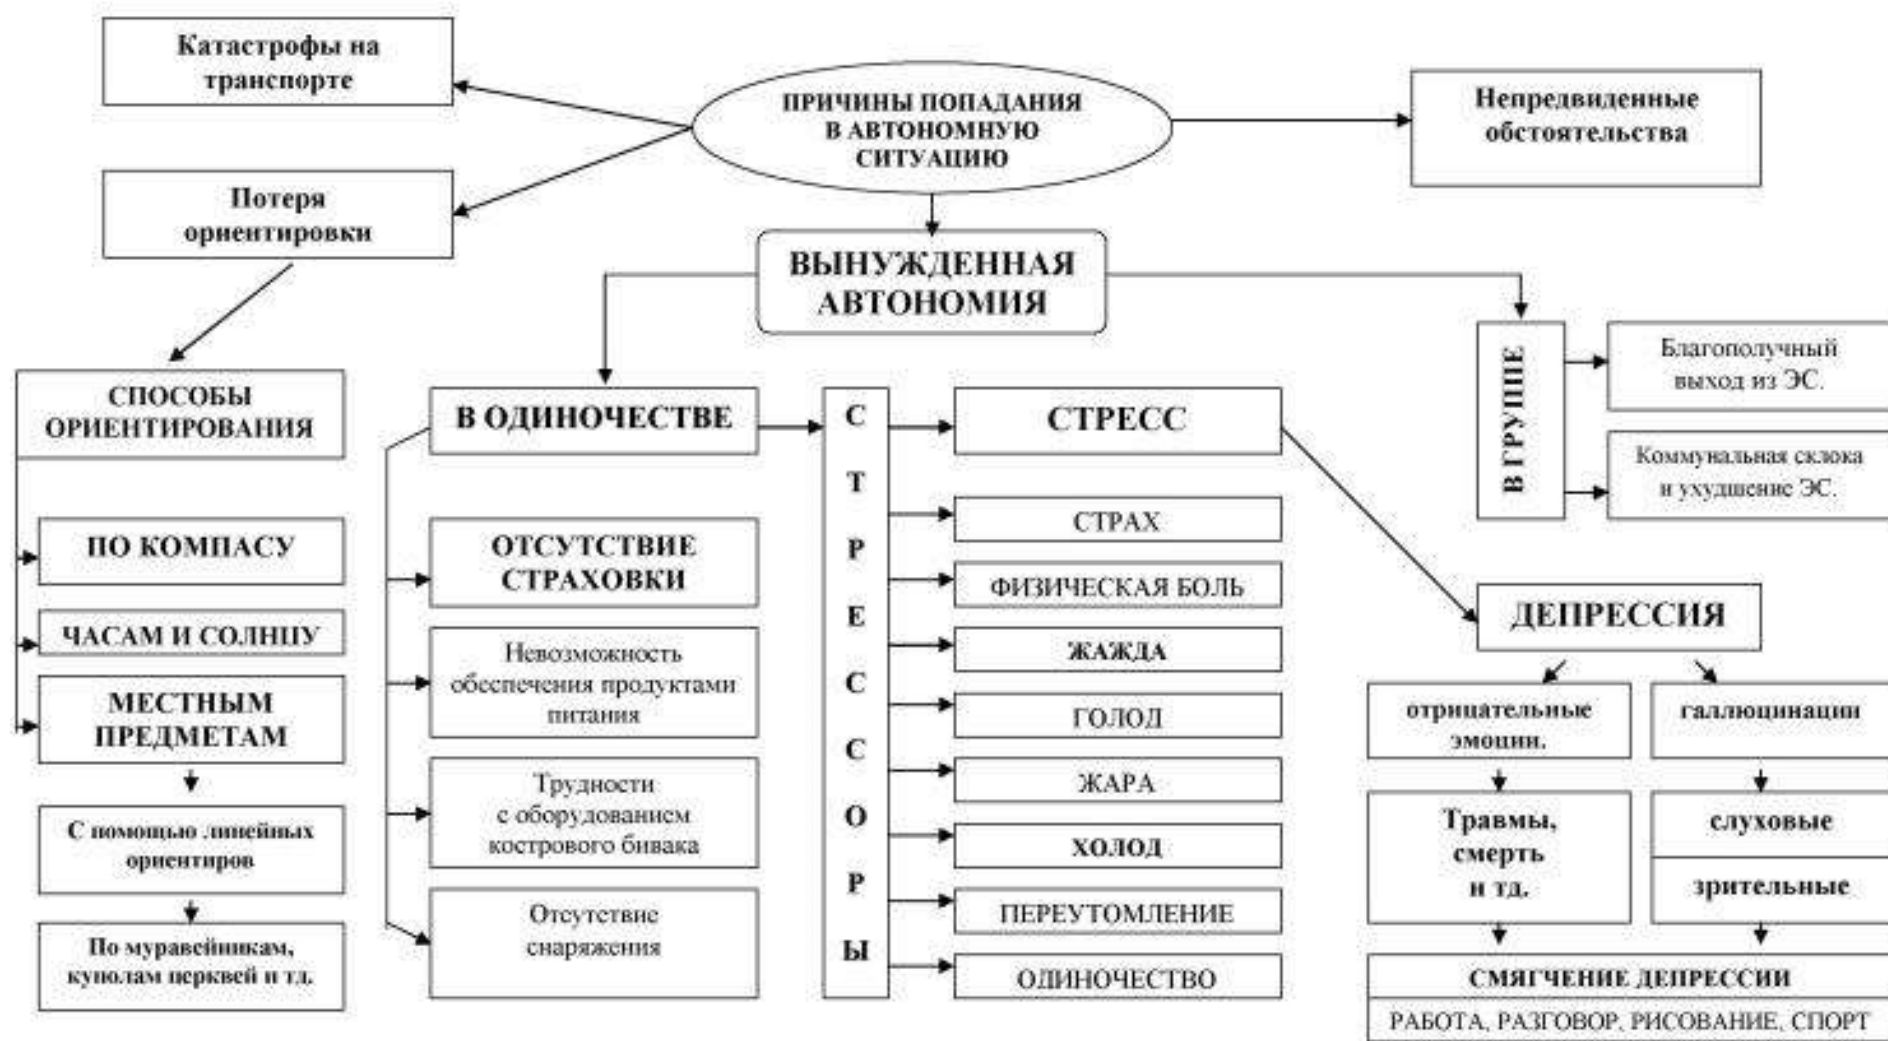 Катастрофы на
транспорте
ПРИЧИНЫ ПОПАДАНИЯ
В АВТОНОМНУЮ
СИТУАЦИЮ
Непредвиденные
обстоятельства
Потеря
ориентировки
ВЫНУЖДЕННАЯ
АВТОНОМИЯ
СПОСОБЫ
ОРИЕНТИРОВАНИЯ
ПО КОМПАСУ
ЧАСАМ И СОЛНЦУ
МЕСТНЫМ
ПРЕДМЕТАМ
С помощью линейных
ориентиров
По муравейникам,
куполам церквей и тд.
В ОДИНОЧЕСТВЕ
ОТСУТСТВИЕ
СТРАХОВКИ
Невозможность
обеспечения продуктами
питания
Трудности
с оборудованием
кострового бивака
Отсутствие
снаряжения
СТРЕССОРЫ
СТРЕСС
СТРАХ
ФИЗИЧЕСКАЯ БОЛЬ
ЖАЖДА
ГОЛОД
ЖАРА
ХОЛОД
ПЕРЕУТОМЛЕНИЕ
ОДИНОЧЕСТВО
В ГРУППЕ
Благополучный
выход из ЭС.
Коммунальная склока
и ухудшение ЭС.
ДЕПРЕССИЯ
отрицательные
эмоции.
галлюцинации
Травмы,
смерть
и тд.
слуховые
зрительные
СМЯГЧЕНИЕ ДЕПРЕССИИ
РАБОТА, РАЗГОВОР, РИСОВАНИЕ, СПОРТ